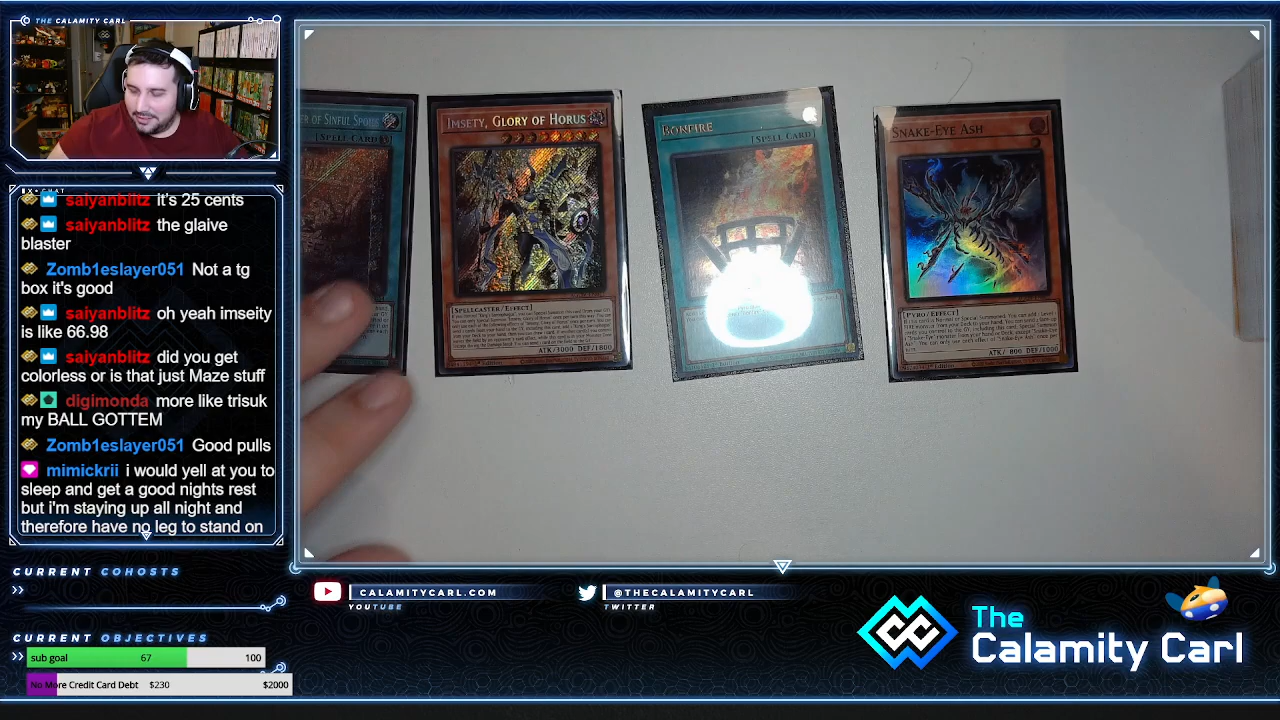 THE CALAMITY CARL
saiyanblitz it's 25 cents
saiyanblitz the glaive
blaster
Zomb1eslayer051 Not a tg
box it's good
saiyanblitz oh yeah imseity
is like 66.98
saiyanblitz did you get
colorless or is that just Maze stuff
digimonda more like trisuk
my BALL GOTTEM
Zomb1eslayer051 Good pulls
mimickrii i would yell at you to
sleep and get a good nights rest
but i'm staying up all night and
therefore have no leg to stand on
CURRENT COHOSTS
CURRENT OBJECTIVES
sub goal 67 100
No More Credit Card Debt $230 $2000
OF SINFUL SPOILS
[SPELL CARD]
IMSETY, GLORY OF HORUS
[SPELLCASTER/EFFECT]
ATK/3000 DEF/1800
BONFIRE
[SPELL CARD]
SNAKE-EYE ASH
[PYRO/EFFECT]
ATK/ 800 DEF/1000
CALAMITYCARL.COM
YOUTUBE
@THECALAMITYCARL
TWITTER
The
Calamity Carl